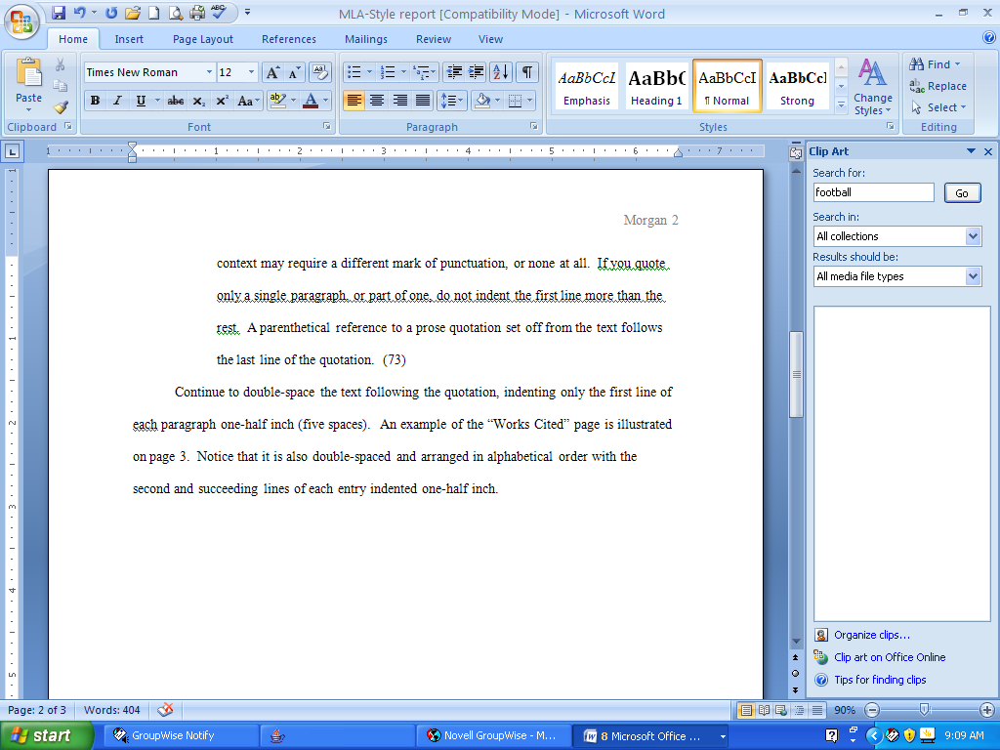 MLA-Style report [Compatibility Mode] - Microsoft Word
Home Insert Page Layout References Mailings Review View
Times New Roman 12
AaBbCcI AaBbC AaBbCcI AaBbCc
Paste
Emphasis Heading 1 ¶ Normal Strong
Change Styles
Find
Replace
Select
Clipboard Font Paragraph Styles Editing
1 1 2 3 4 5 6 7
Clip Art
Search for:
football Go
Search in:
All collections
Results should be:
All media file types
Morgan 2
context may require a different mark of punctuation, or none at all.  If you quote
only a single paragraph, or part of one, do not indent the first line more than the
rest.  A parenthetical reference to a prose quotation set off from the text follows
the last line of the quotation.  (73)
Continue to double-space the text following the quotation, indenting only the first line of
each paragraph one-half inch (five spaces).  An example of the “Works Cited” page is illustrated
on page 3.  Notice that it is also double-spaced and arranged in alphabetical order with the
second and succeeding lines of each entry indented one-half inch.
Organize clips...
Clip art on Office Online
Tips for finding clips
Page: 2 of 3 Words: 404 90%
start GroupWise Notify Novell GroupWise - M... 8 Microsoft Office ... 9:09 AM